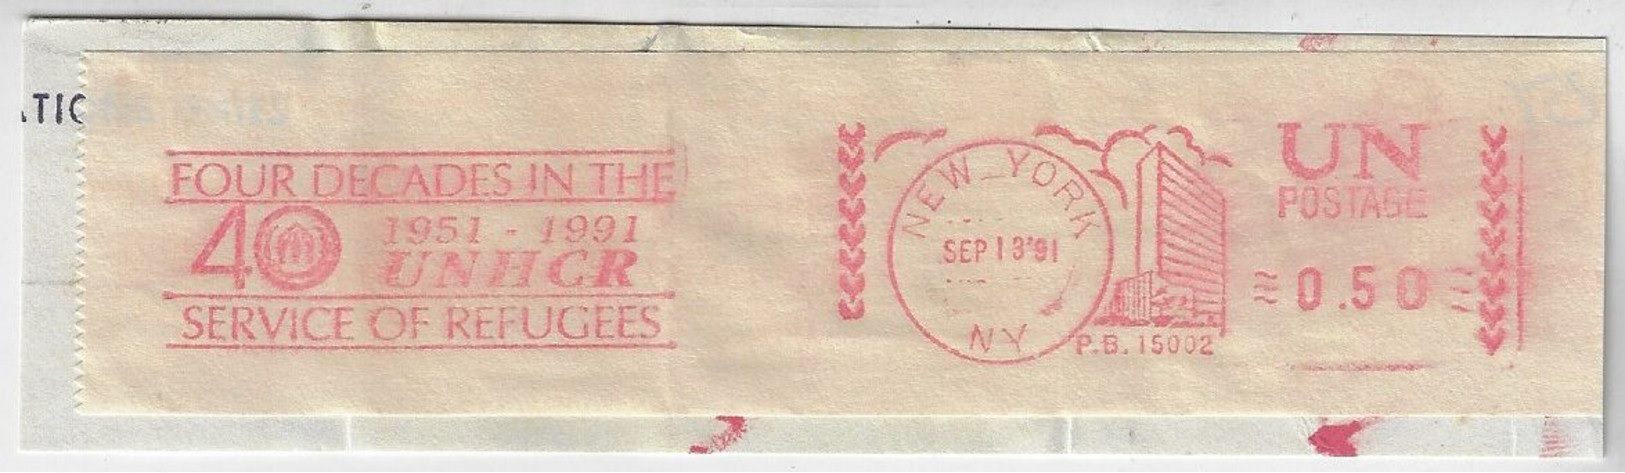 TIO
FOUR DECADES IN THE
40 1951 - 1991
UNHCR
SERVICE OF REFUGEES
NEW YORK
SEP 13'91
NY
P.B. 15002
UN
POSTAGE
0.50